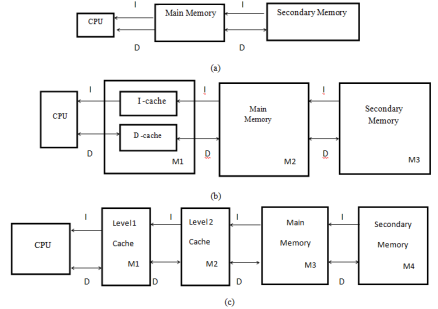 I I
CPU Main Memory Secondary Memory
D D
(a)
I I I
CPU I-cache Main Memory Secondary Memory
D-cache
D D D
M1 M2 M3
(b)
I I I I
CPU Level 1 Cache Level 2 Cache Main Memory Secondary Memory
M1 M2 M3 M4
D D D D
(c)